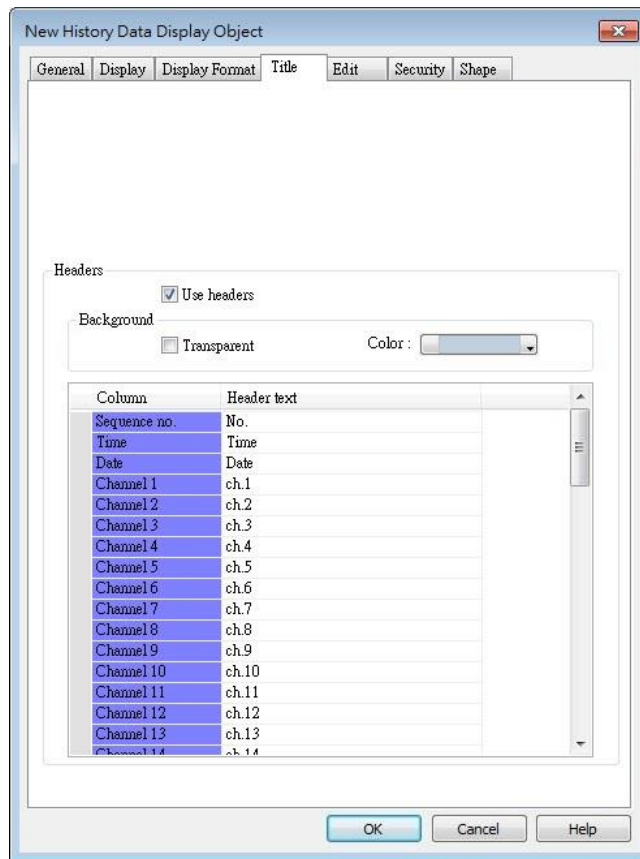 New History Data Display Object
General Display Display Format Title Edit Security Shape
Headers
Use headers
Background
Transparent Color :
Column Header text
Sequence no. No.
Time Time
Date Date
Channel 1 ch.1
Channel 2 ch.2
Channel 3 ch.3
Channel 4 ch.4
Channel 5 ch.5
Channel 6 ch.6
Channel 7 ch.7
Channel 8 ch.8
Channel 9 ch.9
Channel 10 ch.10
Channel 11 ch.11
Channel 12 ch.12
Channel 13 ch.13
Channel 14 ch.14
OK Cancel Help